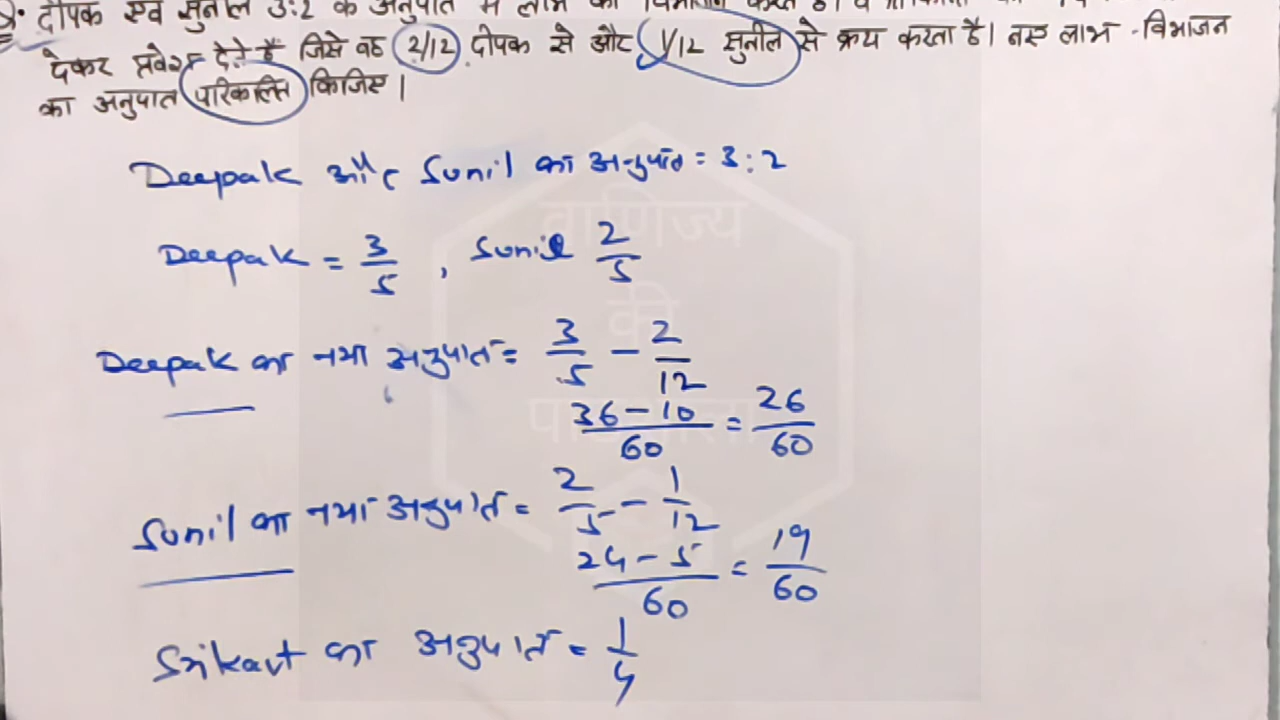 दीपक एवं सुनील 3:2 के अनुपात में लाभ का विभाजन करते हैं। वे
देकर प्रवेश देते हैं जिसे वह 2/12 दीपक से और 1/12 सुनील से क्रय करता है। नए लाभ-विभाजन
का अनुपात परिकलित किजिए।
Deepak और Sunil का अनुपात = 3:2
Deepak = 3/5, Sunil 2/5
Deepak का नया अनुपात = 3/5 - 2/12
36-10/60 = 26/60
Sunil का नया अनुपात = 2/5 - 1/12
24-5/60 = 19/60
Srikant का अनुपात = 1/4
वाणिज्य
की